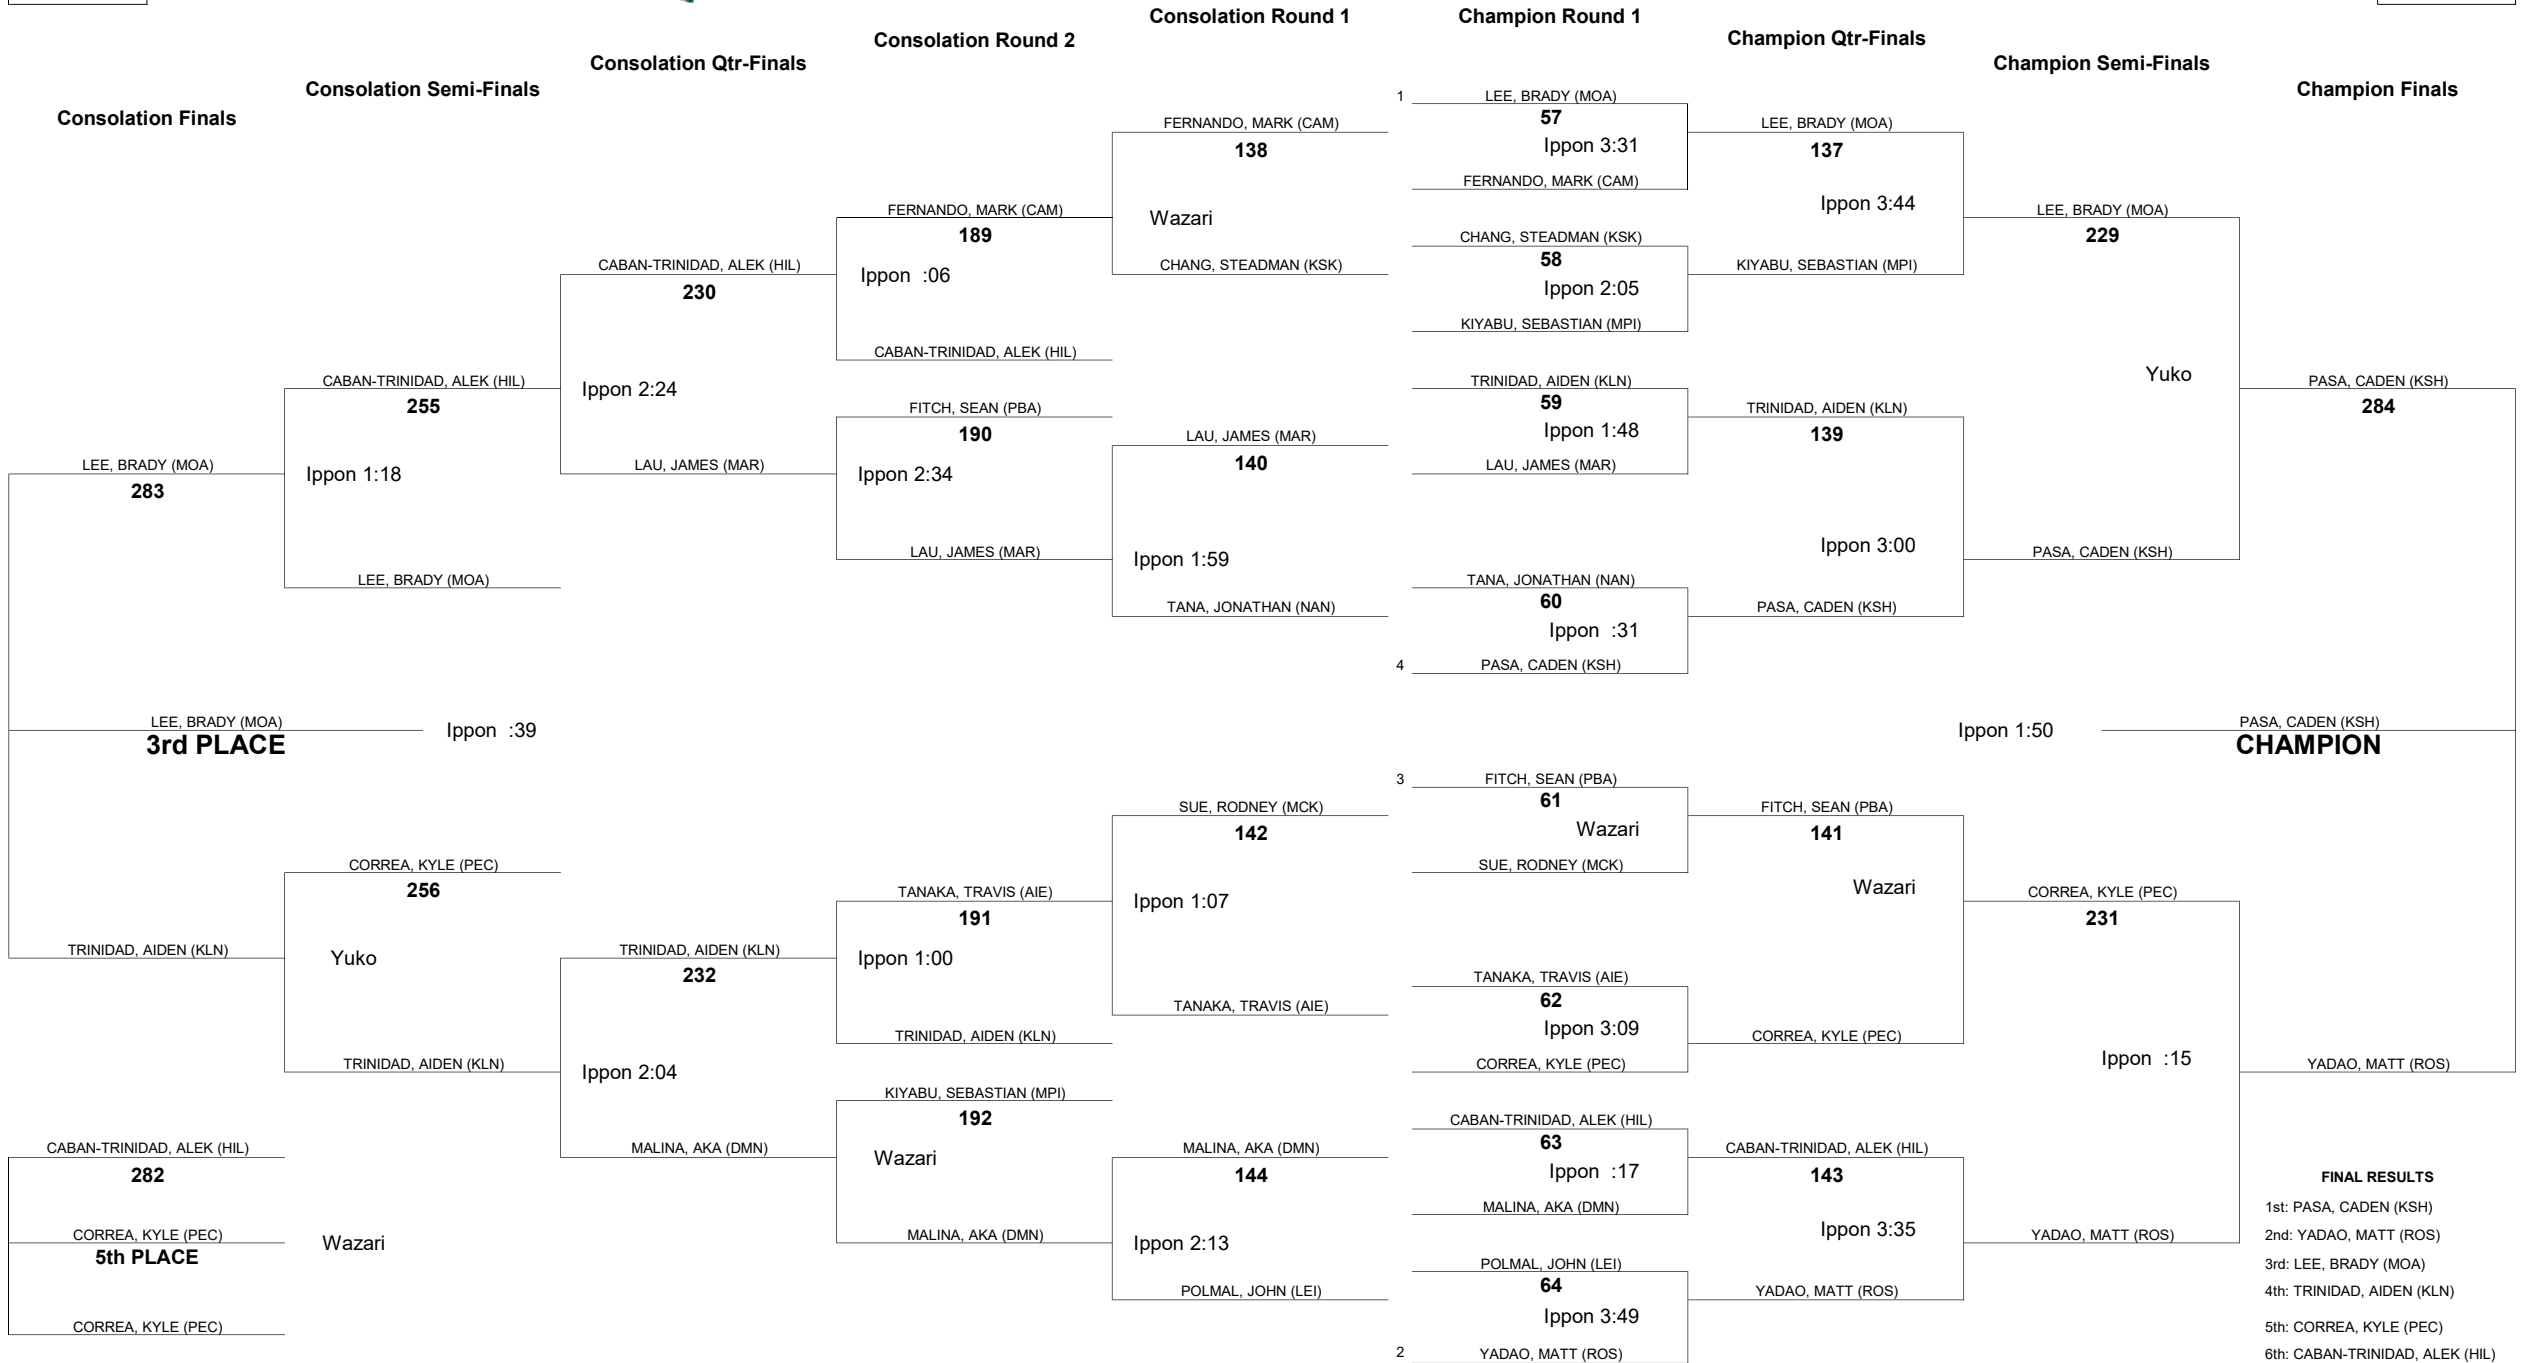 Consolation Round 1
Champion Round 1
Consolation Round 2
Champion Qtr-Finals
Consolation Qtr-Finals
Champion Semi-Finals
Consolation Semi-Finals
Champion Finals
Consolation Finals
1
LEE, BRADY (MOA)
57
Ippon 3:31
FERNANDO, MARK (CAM)
CHANG, STEADMAN (KSK)
58
Ippon 2:05
KIYABU, SEBASTIAN (MPI)
TRINIDAD, AIDEN (KLN)
59
Ippon 1:48
LAU, JAMES (MAR)
TANA, JONATHAN (NAN)
60
Ippon :31
4
PASA, CADEN (KSH)
3
FITCH, SEAN (PBA)
61
Wazari
SUE, RODNEY (MCK)
TANAKA, TRAVIS (AIE)
62
Ippon 3:09
CORREA, KYLE (PEC)
CABAN-TRINIDAD, ALEK (HIL)
63
Ippon :17
MALINA, AKA (DMN)
POLMAL, JOHN (LEI)
64
Ippon 3:49
2
YADAO, MATT (ROS)
LEE, BRADY (MOA)
137
Ippon 3:44
KIYABU, SEBASTIAN (MPI)
TRINIDAD, AIDEN (KLN)
139
Ippon 3:00
PASA, CADEN (KSH)
FITCH, SEAN (PBA)
141
Wazari
CORREA, KYLE (PEC)
CABAN-TRINIDAD, ALEK (HIL)
143
Ippon 3:35
YADAO, MATT (ROS)
LEE, BRADY (MOA)
229
Yuko
PASA, CADEN (KSH)
CORREA, KYLE (PEC)
231
Ippon :15
YADAO, MATT (ROS)
PASA, CADEN (KSH)
284
Ippon 1:50
PASA, CADEN (KSH)
CHAMPION
YADAO, MATT (ROS)
FERNANDO, MARK (CAM)
138
Wazari
CHANG, STEADMAN (KSK)
LAU, JAMES (MAR)
140
Ippon 1:59
TANA, JONATHAN (NAN)
SUE, RODNEY (MCK)
142
Ippon 1:07
TANAKA, TRAVIS (AIE)
MALINA, AKA (DMN)
144
Ippon 2:13
POLMAL, JOHN (LEI)
FERNANDO, MARK (CAM)
189
Ippon :06
CABAN-TRINIDAD, ALEK (HIL)
FITCH, SEAN (PBA)
190
Ippon 2:34
LAU, JAMES (MAR)
TANAKA, TRAVIS (AIE)
191
Ippon 1:00
TRINIDAD, AIDEN (KLN)
KIYABU, SEBASTIAN (MPI)
192
Wazari
MALINA, AKA (DMN)
CABAN-TRINIDAD, ALEK (HIL)
230
Ippon 2:24
LAU, JAMES (MAR)
TRINIDAD, AIDEN (KLN)
232
Ippon 2:04
MALINA, AKA (DMN)
CABAN-TRINIDAD, ALEK (HIL)
255
Ippon 1:18
LEE, BRADY (MOA)
CORREA, KYLE (PEC)
256
Yuko
TRINIDAD, AIDEN (KLN)
LEE, BRADY (MOA)
283
LEE, BRADY (MOA)
3rd PLACE
Ippon :39
TRINIDAD, AIDEN (KLN)
CABAN-TRINIDAD, ALEK (HIL)
282
CORREA, KYLE (PEC)
5th PLACE
Wazari
CORREA, KYLE (PEC)
FINAL RESULTS
1st: PASA, CADEN (KSH)
2nd: YADAO, MATT (ROS)
3rd: LEE, BRADY (MOA)
4th: TRINIDAD, AIDEN (KLN)
5th: CORREA, KYLE (PEC)
6th: CABAN-TRINIDAD, ALEK (HIL)